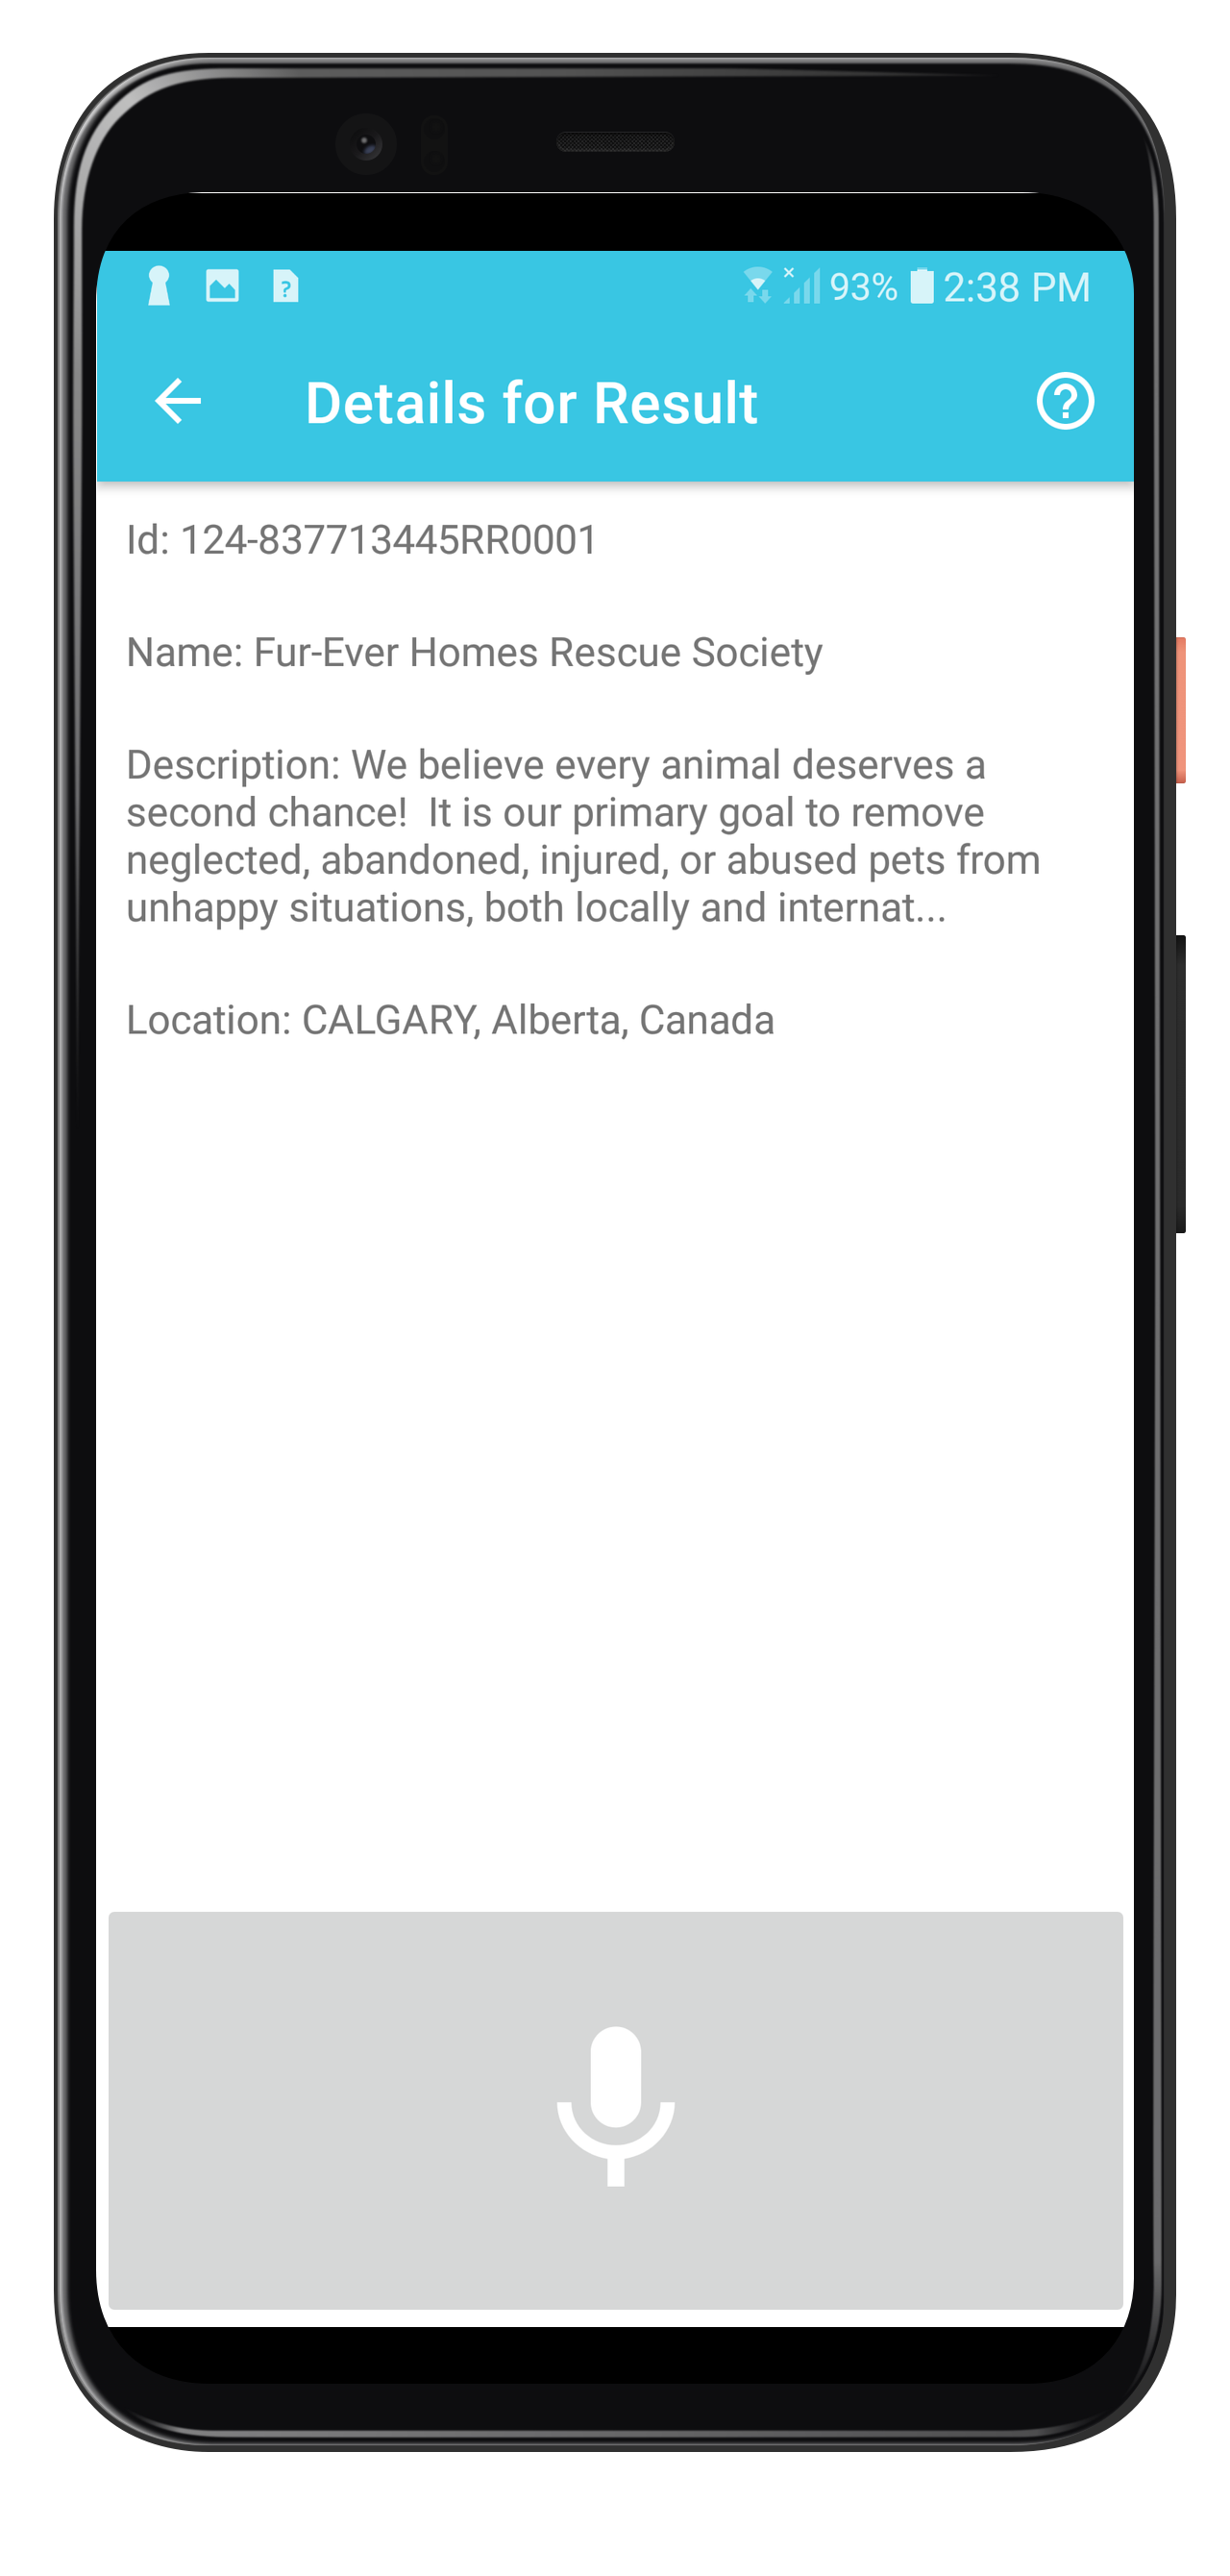 93% 2:38 PM
Details for Result
Id: 124-837713445RR0001
Name: Fur-Ever Homes Rescue Society
Description: We believe every animal deserves a
second chance!  It is our primary goal to remove
neglected, abandoned, injured, or abused pets from
unhappy situations, both locally and internat...
Location: CALGARY, Alberta, Canada